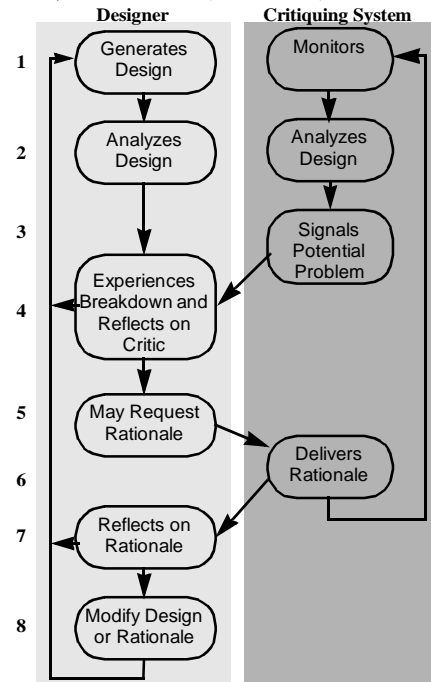 Designer
Critiquing System
1
Generates
Design
Monitors
2
Analyzes
Design
Analyzes
Design
3
Signals
Potential
Problem
4
Experiences
Breakdown and
Reflects on
Critic
5
May Request
Rationale
Delivers
Rationale
6
7
Reflects on
Rationale
8
Modify Design
or Rationale